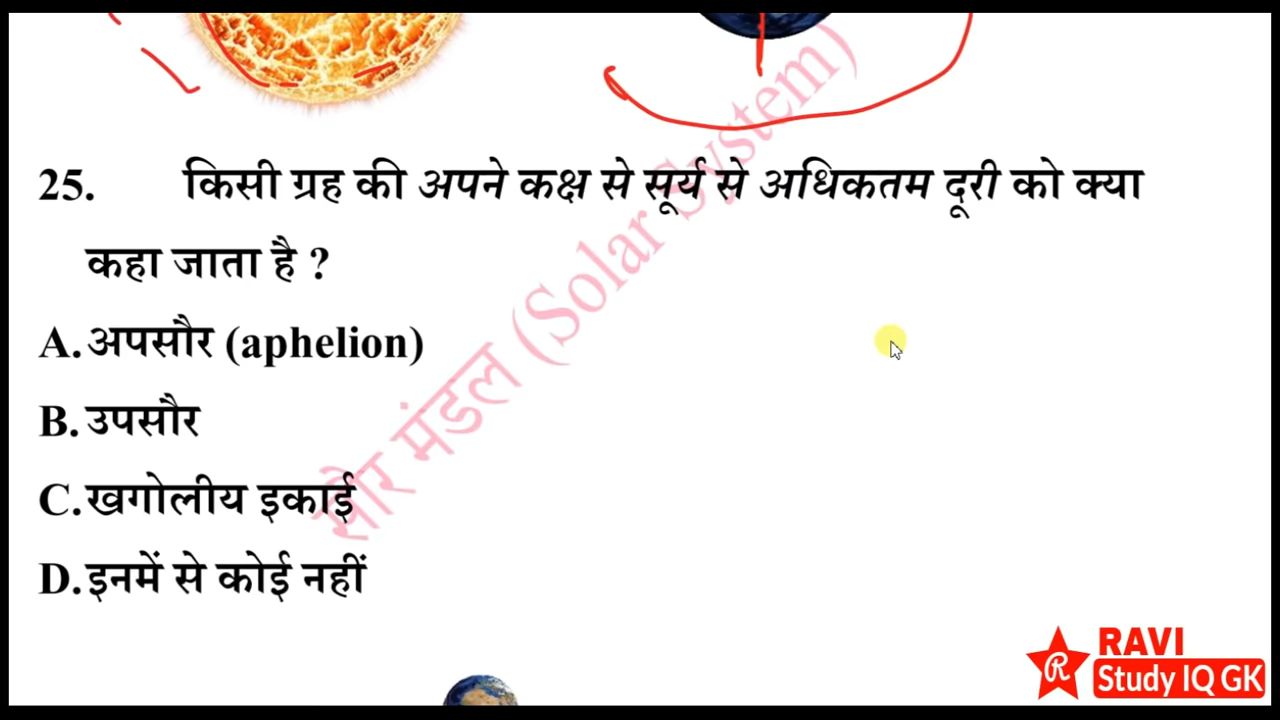 25. किसी ग्रह की अपने कक्ष से सूर्य से अधिकतम दूरी को क्या
कहा जाता है ?
A.अपसौर (aphelion)
B.उपसौर
C.खगोलीय इकाई
D.इनमें से कोई नहीं
सौर मंडल (Solar System)
R
RAVI
Study IQ GK